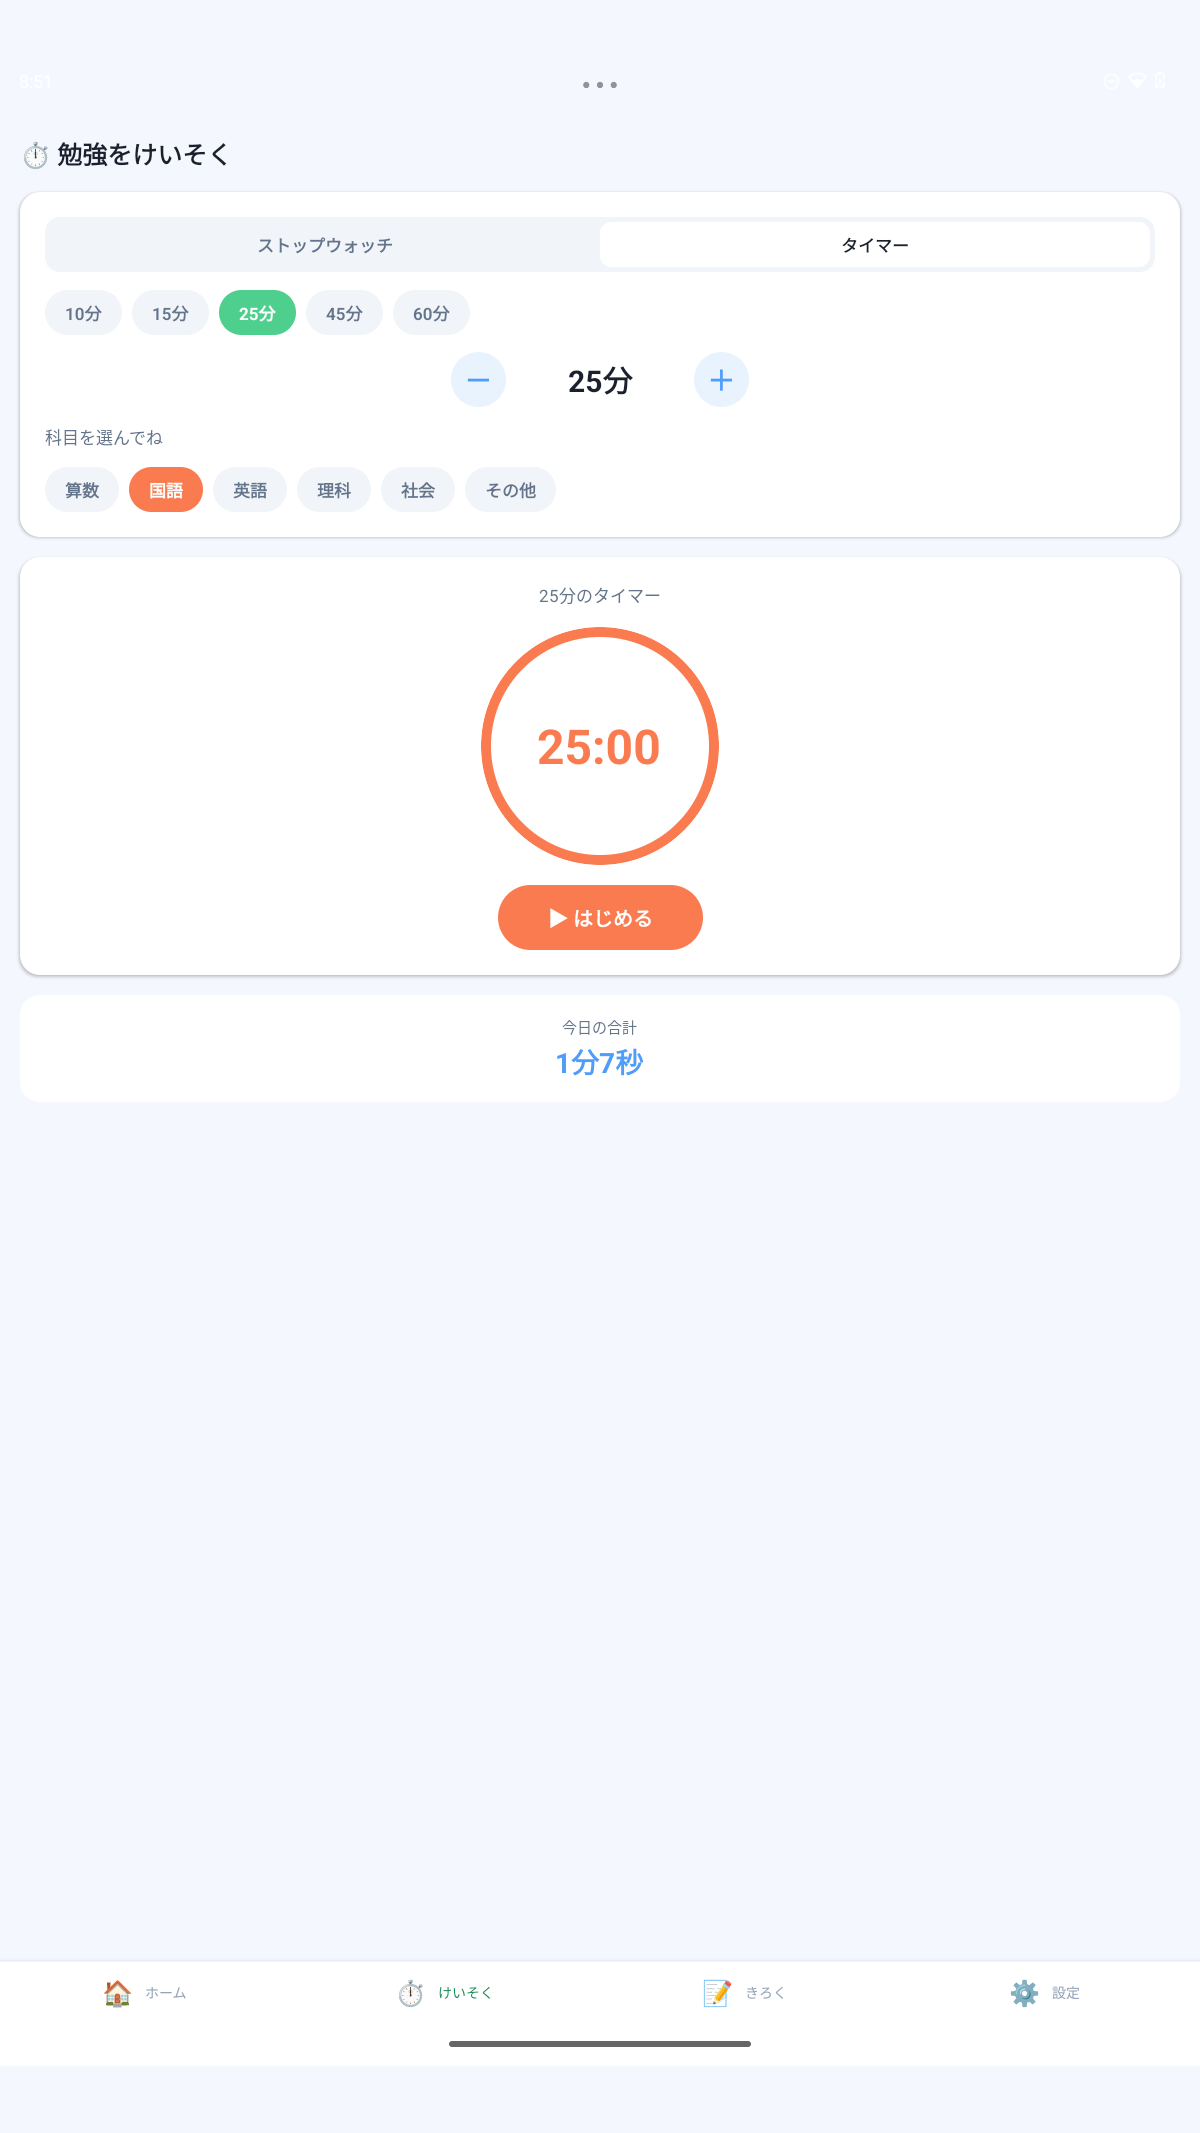 8:51
勉強をけいそく
ストップウォッチ タイマー
10分 15分 25分 45分 60分
− 25分 +
科目を選んでね
算数 国語 英語 理科 社会 その他
25分のタイマー
25:00
▶ はじめる
今日の合計
1分7秒
ホーム けいそく きろく 設定